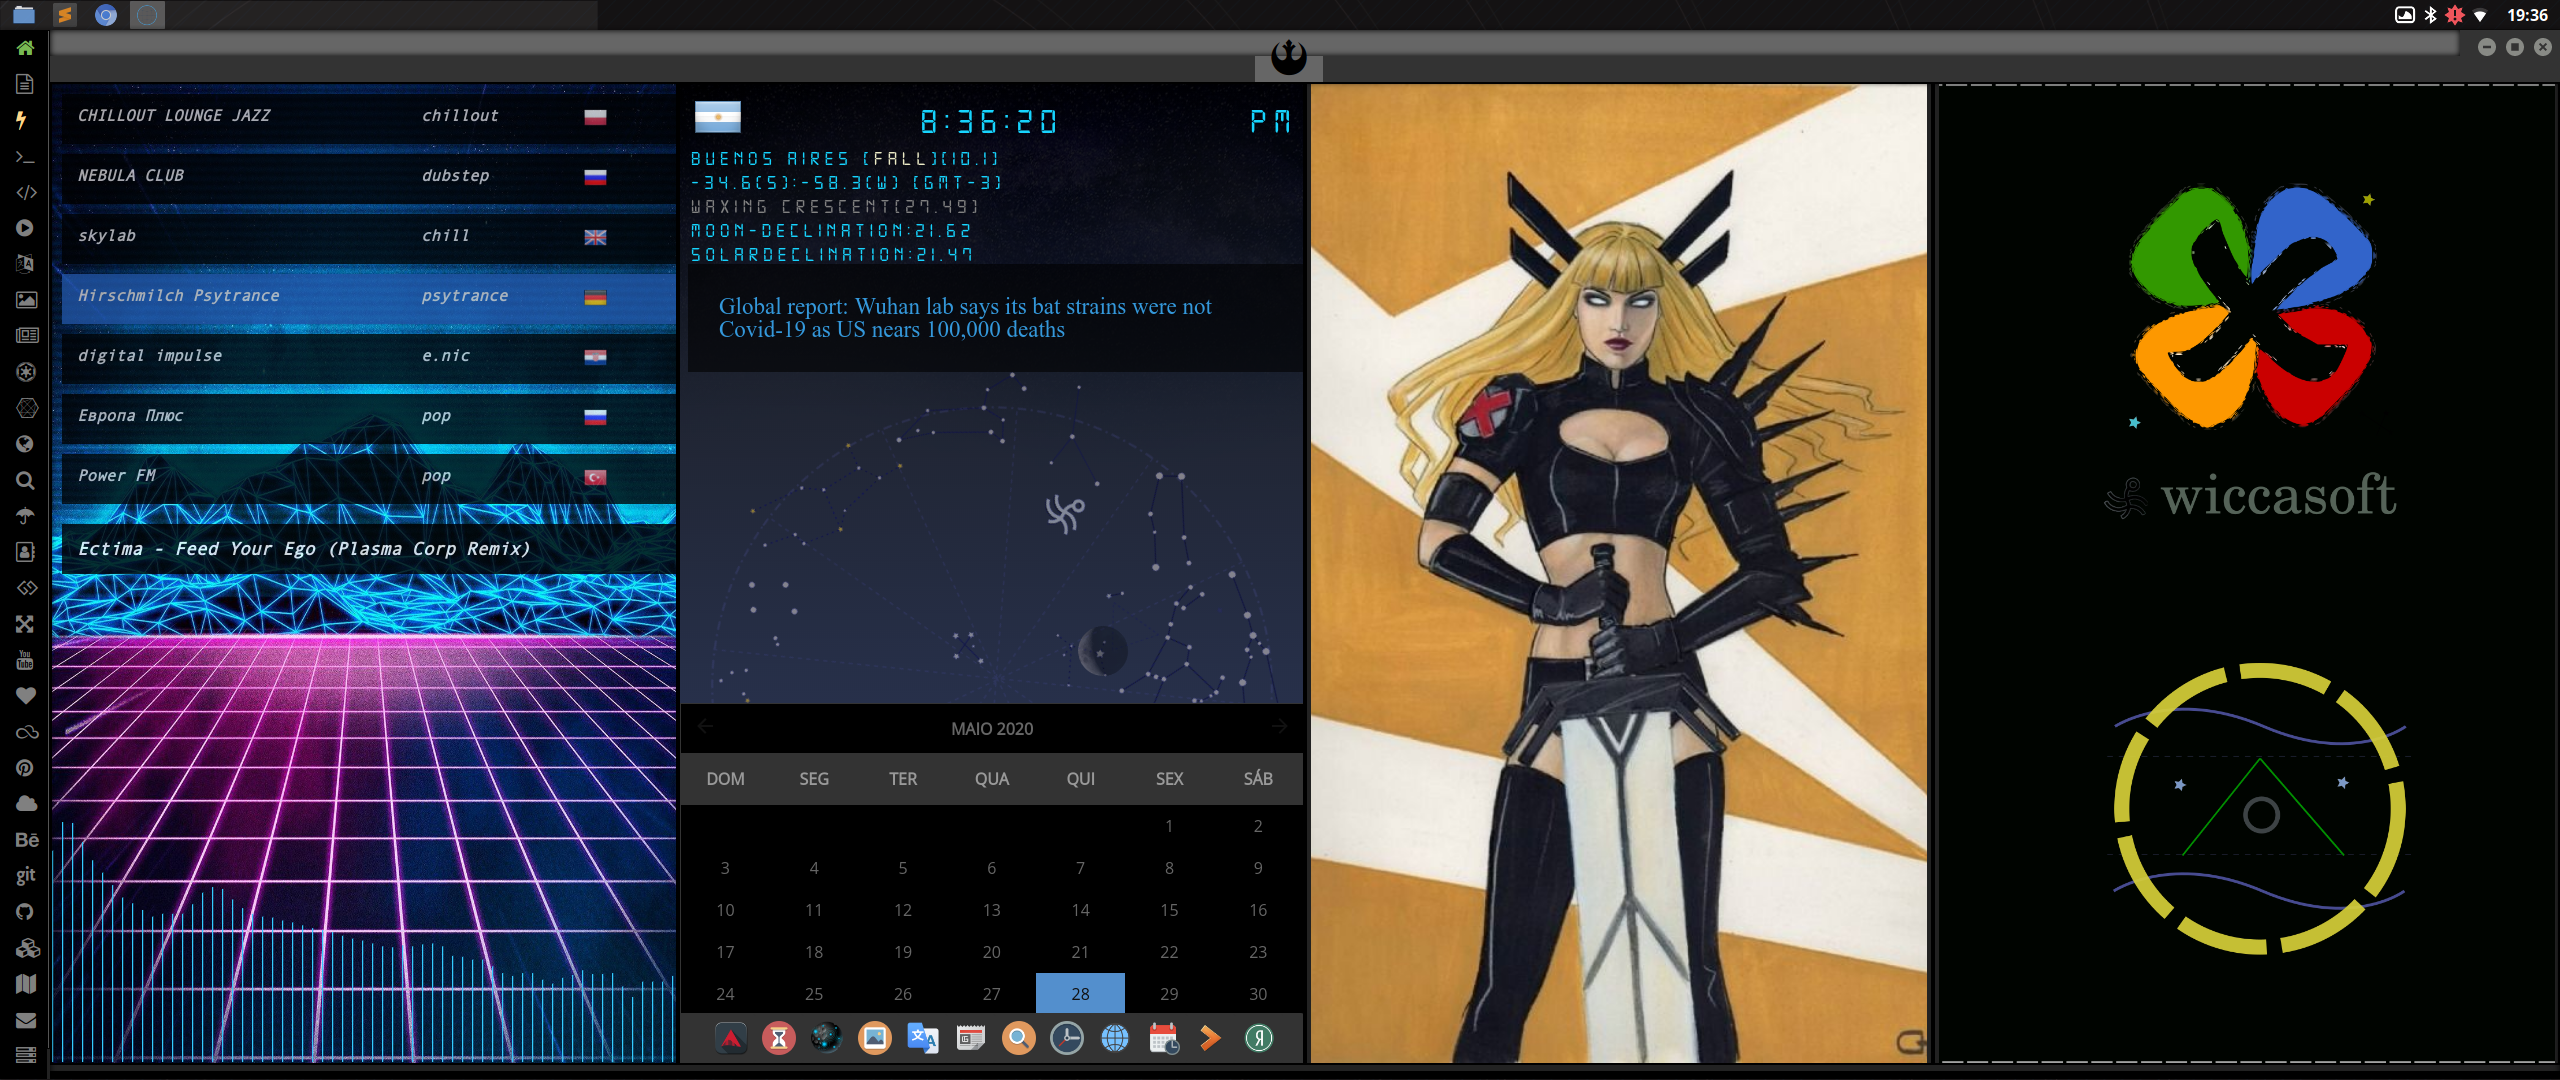 19:36
CHILLOUT LOUNGE JAZZ chillout
NEBULA CLUB dubstep
skylab chill
Hirschmilch Psytrance psytrance
digital impulse e.nic
Европа Плюс pop
Power FM pop
Ectima - Feed Your Ego (Plasma Corp Remix)
You
Tube
Bē
git
8:36:20 PM
BUENOS AIRES [FALL](10.1)
-34.6(S):-58.3(W) [GMT-3]
WAXING CRESCENT(27.49)
MOON-DECLINATION:21.62
SOLARDECLINATION:21.47
Global report: Wuhan lab says its bat strains were not
Covid-19 as US nears 100,000 deaths
MAIO 2020
DOM SEG TER QUA QUI SEX SÁB
1 2
3 4 5 6 7 8 9
10 11 12 13 14 15 16
17 18 19 20 21 22 23
24 25 26 27 28 29 30
wiccasoft